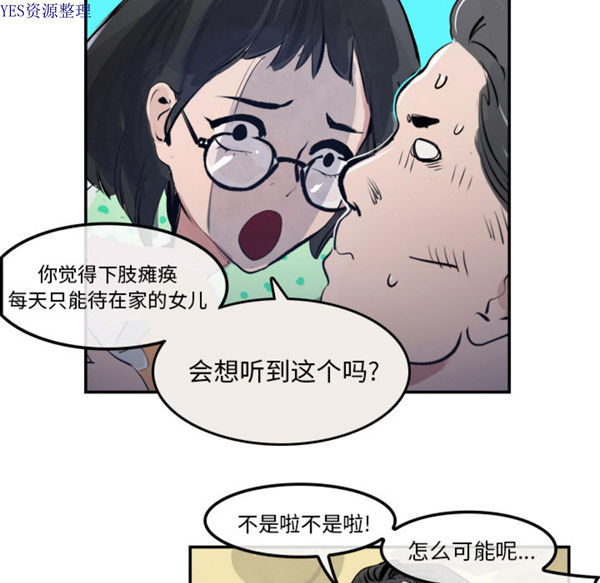 YES资源整理
你觉得下肢瘫痪
每天只能待在家的女儿
会想听到这个吗?
不是啦不是啦!
怎么可能呢...